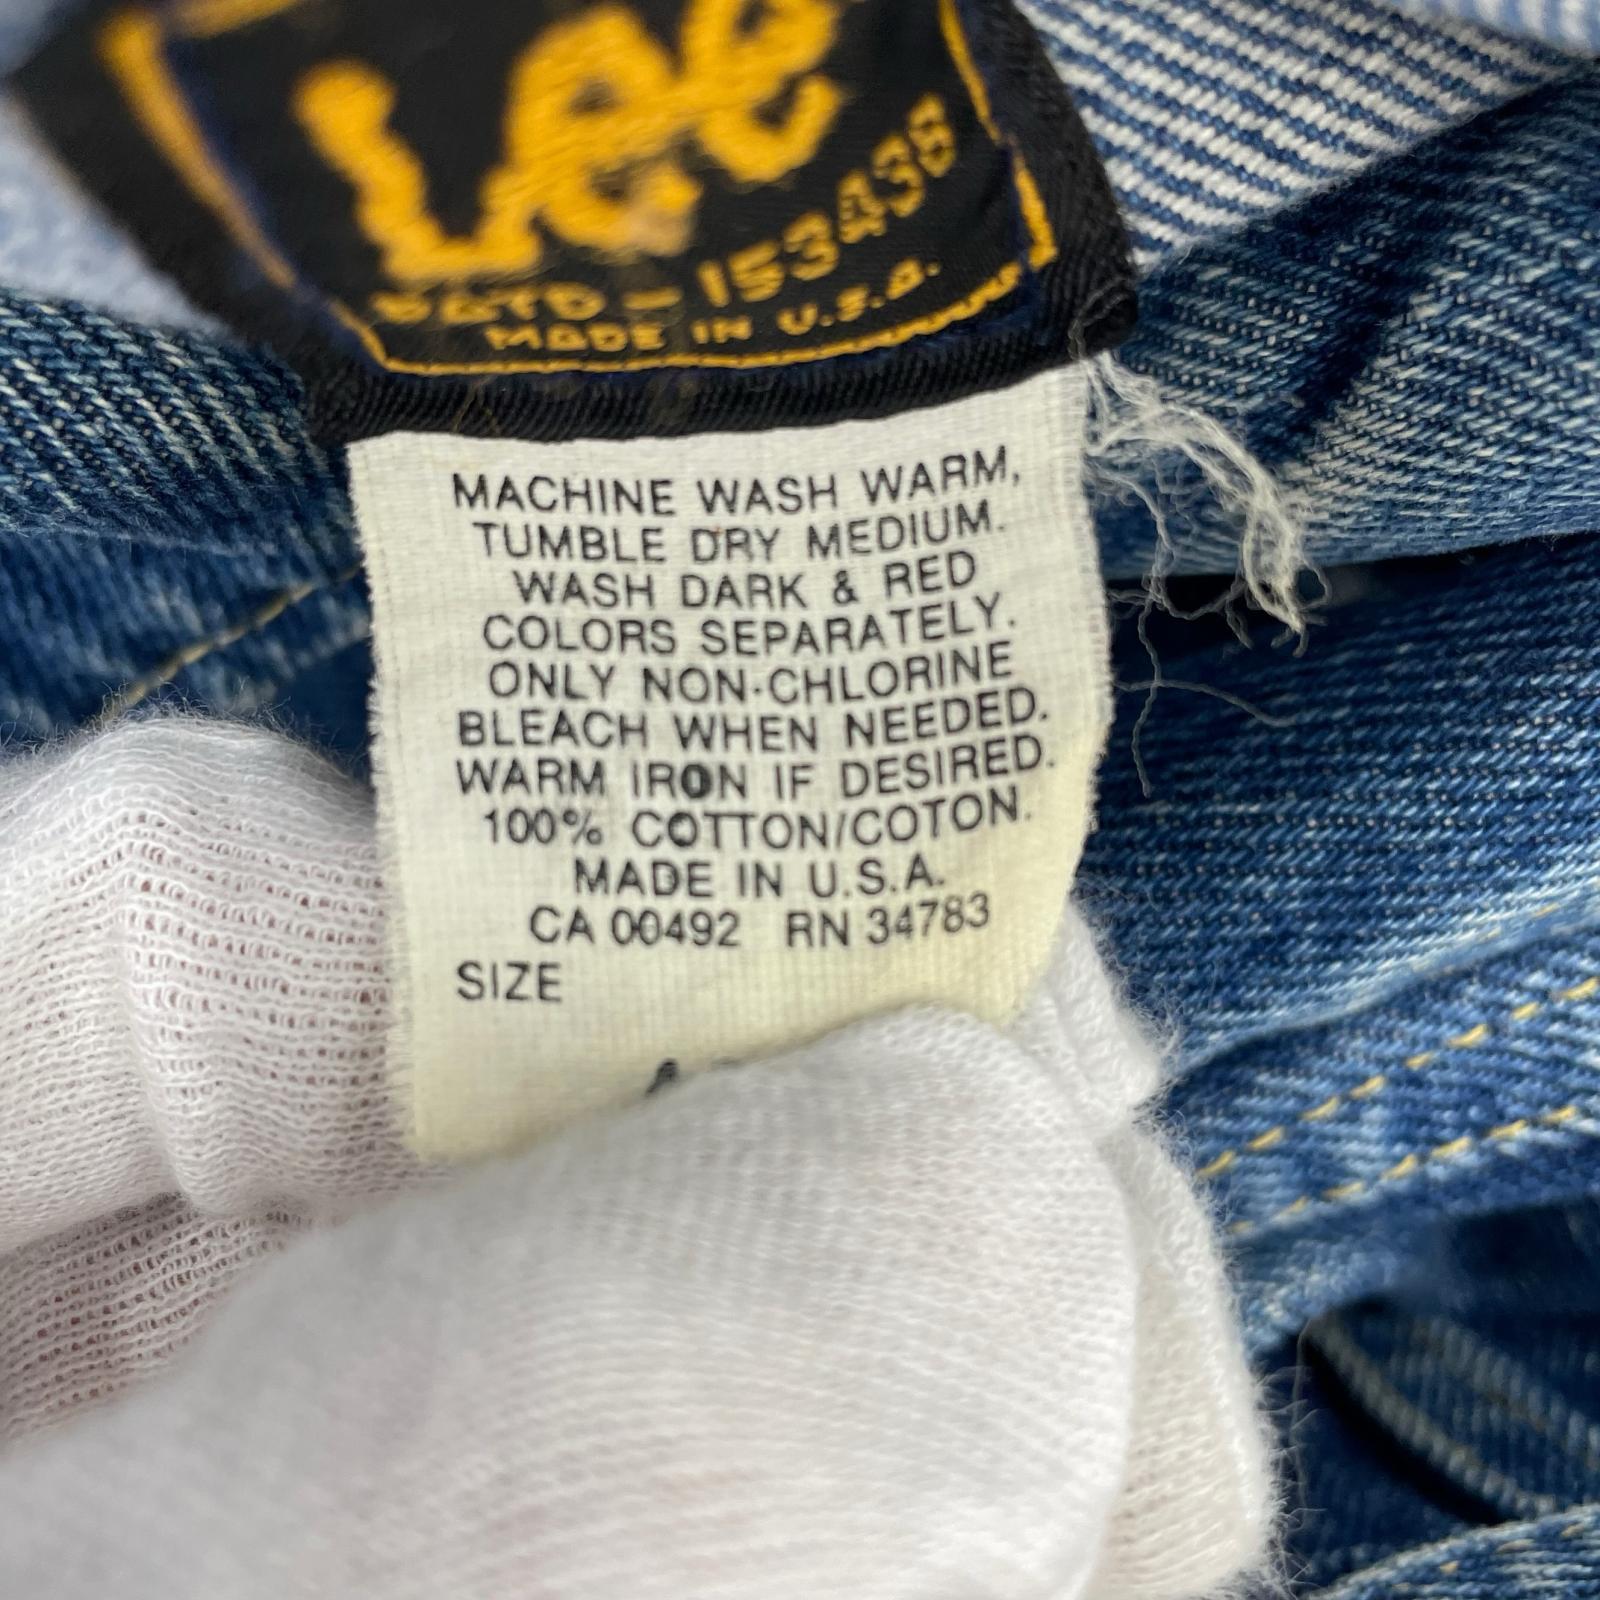 Lee
PATD-153438
MADE IN U.S.A.
MACHINE WASH WARM,
TUMBLE DRY MEDIUM.
WASH DARK & RED
COLORS SEPARATELY.
ONLY NON-CHLORINE
BLEACH WHEN NEEDED.
WARM IRON IF DESIRED.
100% COTTON/COTON.
MADE IN U.S.A.
CA 00492 RN 34783
SIZE